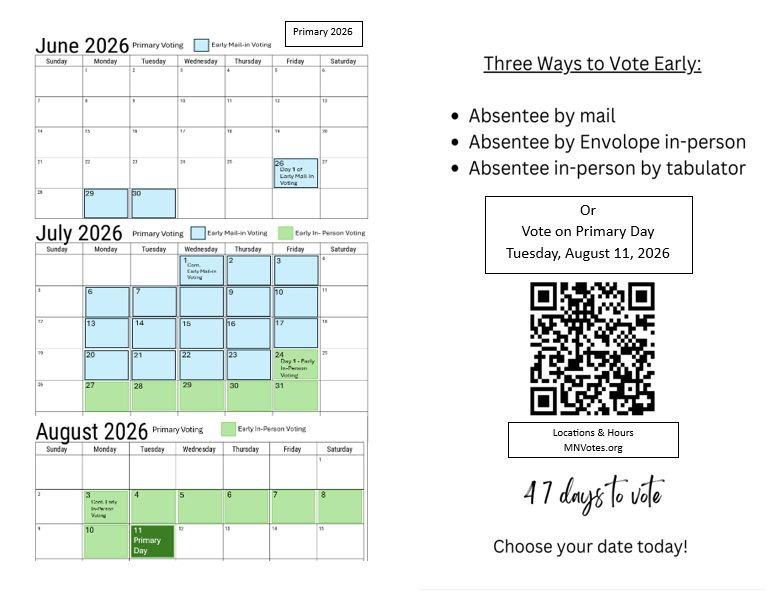 Primary 2026
June 2026 Primary Voting Early Mail-in Voting
Sunday Monday Tuesday Wednesday Thursday Friday Saturday
1 2 3 4 5 6
7 8 9 10 11 12 13
14 15 16 17 18 19 20
21 22 23 24 25 26 27
Day 1 of
Early Mail-in
Voting
28 29 30
July 2026 Primary Voting Early Mail-in Voting Early In- Person Voting
Sunday Monday Tuesday Wednesday Thursday Friday Saturday
1 2 3 4
Cont.
Early Mail-in
Voting
5 6 7 9 10 11
12 13 14 15 16 17 18
19 20 21 22 23 24 25
Day 1 - Early
In-Person
Voting
26 27 28 29 30 31
August 2026 Primary Voting Early In-Person Voting
Sunday Monday Tuesday Wednesday Thursday Friday Saturday
1
2 3 4 5 6 7 8
Cont. Early
In-Person
Voting
9 10 11 12 13 14 15
Primary
Day
Three Ways to Vote Early:
• Absentee by mail
• Absentee by Envolope in-person
• Absentee in-person by tabulator
Or
Vote on Primary Day
Tuesday, August 11, 2026
Locations & Hours
MNVotes.org
47 days to vote
Choose your date today!